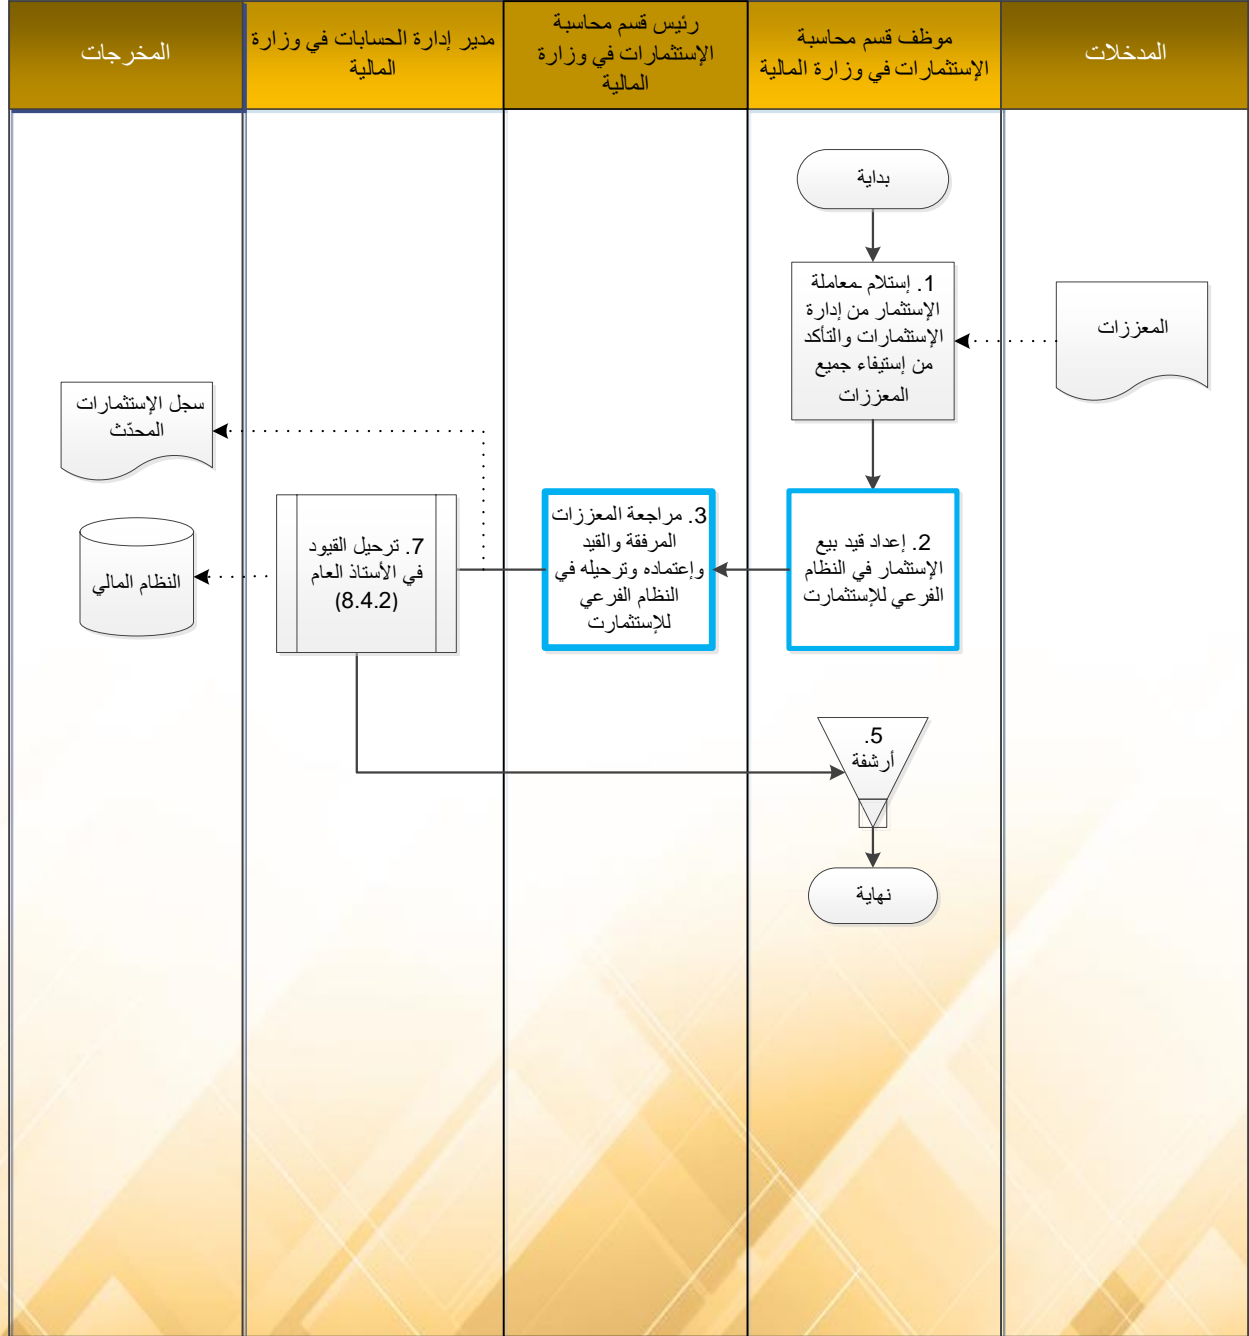 المدخلات
موظف قسم محاسبة
الإستثمارات في وزارة المالية
رئيس قسم محاسبة
الإستثمارات في وزارة
المالية
مدير إدارة الحسابات في وزارة
المالية
المخرجات
بداية
1. إستلام معاملة
الإستثمار من إدارة
الإستثمارات والتأكد
من إستيفاء جميع
المعززات
المعززات
سجل الإستثمارات
المحدّث
2. إعداد قيد بيع
الإستثمار في النظام
الفرعي للإستثمارت
3. مراجعة المعززات
المرفقة والقيد
وإعتماده وترحيله في
النظام الفرعي
للإستثمارت
7. ترحيل القيود
في الأستاذ العام
(8.4.2)
النظام المالي
5.
أرشفة
نهاية